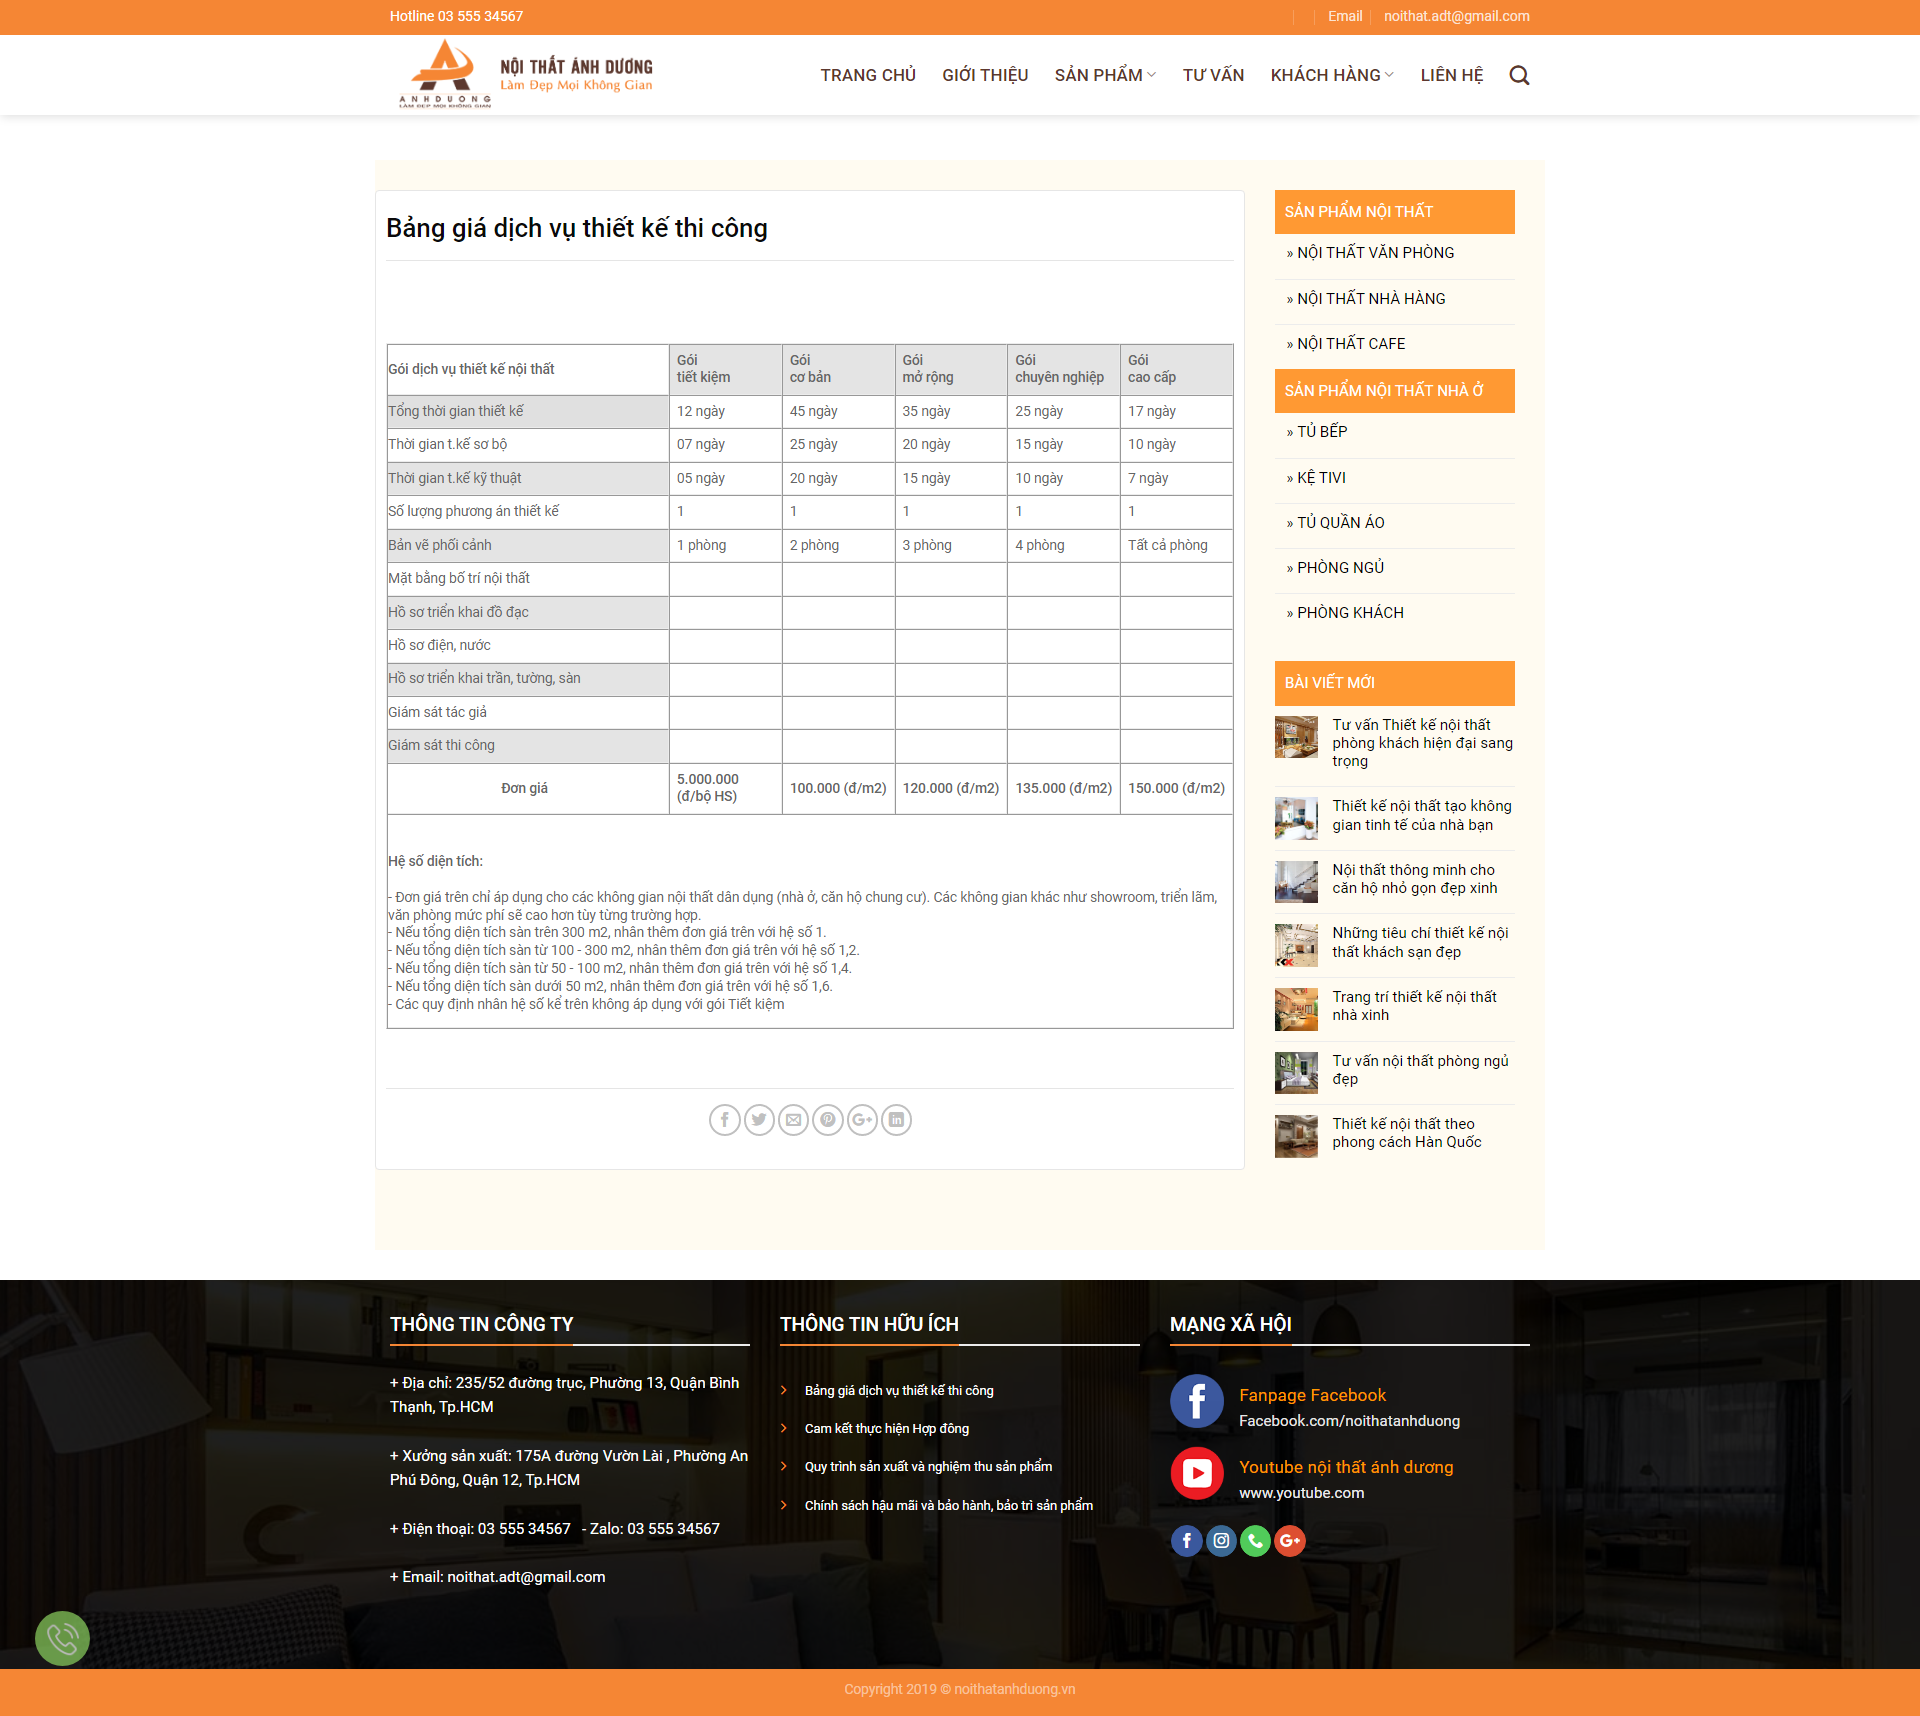 Hotline 03 555 34567
Email
noithat.adt@gmail.com
ANHDUONG
LÀM ĐẸP MỌI KHÔNG GIAN
NỘI THẤT ÁNH DƯƠNG
Làm Đẹp Mọi Không Gian
TRANG CHỦ
GIỚI THIỆU
SẢN PHẨM
TƯ VẤN
KHÁCH HÀNG
LIÊN HỆ
Bảng giá dịch vụ thiết kế thi công
Gói dịch vụ thiết kế nội thất
Gói
tiết kiệm
Gói
cơ bản
Gói
mở rộng
Gói
chuyên nghiệp
Gói
cao cấp
Tổng thời gian thiết kế
12 ngày
45 ngày
35 ngày
25 ngày
17 ngày
Thời gian t.kế sơ bộ
07 ngày
25 ngày
20 ngày
15 ngày
10 ngày
Thời gian t.kế kỹ thuật
05 ngày
20 ngày
15 ngày
10 ngày
7 ngày
Số lượng phương án thiết kế
1
1
1
1
1
Bản vẽ phối cảnh
1 phòng
2 phòng
3 phòng
4 phòng
Tất cả phòng
Mặt bằng bố trí nội thất
Hồ sơ triển khai đồ đạc
Hồ sơ điện, nước
Hồ sơ triển khai trần, tường, sàn
Giám sát tác giả
Giám sát thi công
Đơn giá
5.000.000
(đ/bộ HS)
100.000 (đ/m2)
120.000 (đ/m2)
135.000 (đ/m2)
150.000 (đ/m2)
Hệ số diện tích:
- Đơn giá trên chỉ áp dụng cho các không gian nội thất dân dụng (nhà ở, căn hộ chung cư). Các không gian khác như showroom, triển lãm,
văn phòng mức phí sẽ cao hơn tùy từng trường hợp.
- Nếu tổng diện tích sàn trên 300 m2, nhân thêm đơn giá trên với hệ số 1.
- Nếu tổng diện tích sàn từ 100 - 300 m2, nhân thêm đơn giá trên với hệ số 1,2.
- Nếu tổng diện tích sàn từ 50 - 100 m2, nhân thêm đơn giá trên với hệ số 1,4.
- Nếu tổng diện tích sàn dưới 50 m2, nhân thêm đơn giá trên với hệ số 1,6.
- Các quy định nhân hệ số kể trên không áp dụng với gói Tiết kiệm
SẢN PHẨM NỘI THẤT
» NỘI THẤT VĂN PHÒNG
» NỘI THẤT NHÀ HÀNG
» NỘI THẤT CAFE
SẢN PHẨM NỘI THẤT NHÀ Ở
» TỦ BẾP
» KỆ TIVI
» TỦ QUẦN ÁO
» PHÒNG NGỦ
» PHÒNG KHÁCH
BÀI VIẾT MỚI
Tư vấn Thiết kế nội thất
phòng khách hiện đại sang
trọng
Thiết kế nội thất tạo không
gian tinh tế của nhà bạn
Nội thất thông minh cho
căn hộ nhỏ gọn đẹp xinh
Những tiêu chí thiết kế nội
thất khách sạn đẹp
Trang trí thiết kế nội thất
nhà xinh
Tư vấn nội thất phòng ngủ
đẹp
Thiết kế nội thất theo
phong cách Hàn Quốc
THÔNG TIN CÔNG TY
+ Địa chỉ: 235/52 đường trục, Phường 13, Quận Bình
Thạnh, Tp.HCM
+ Xưởng sản xuất: 175A đường Vườn Lài , Phường An
Phú Đông, Quận 12, Tp.HCM
+ Điện thoại: 03 555 34567 - Zalo: 03 555 34567
+ Email: noithat.adt@gmail.com
THÔNG TIN HỮU ÍCH
Bảng giá dịch vụ thiết kế thi công
Cam kết thực hiện Hợp đông
Quy trình sản xuất và nghiệm thu sản phẩm
Chính sách hậu mãi và bảo hành, bảo trì sản phẩm
MẠNG XÃ HỘI
Fanpage Facebook
Facebook.com/noithatanhduong
Youtube nội thất ánh dương
www.youtube.com
Copyright 2019 © noithatanhduong.vn